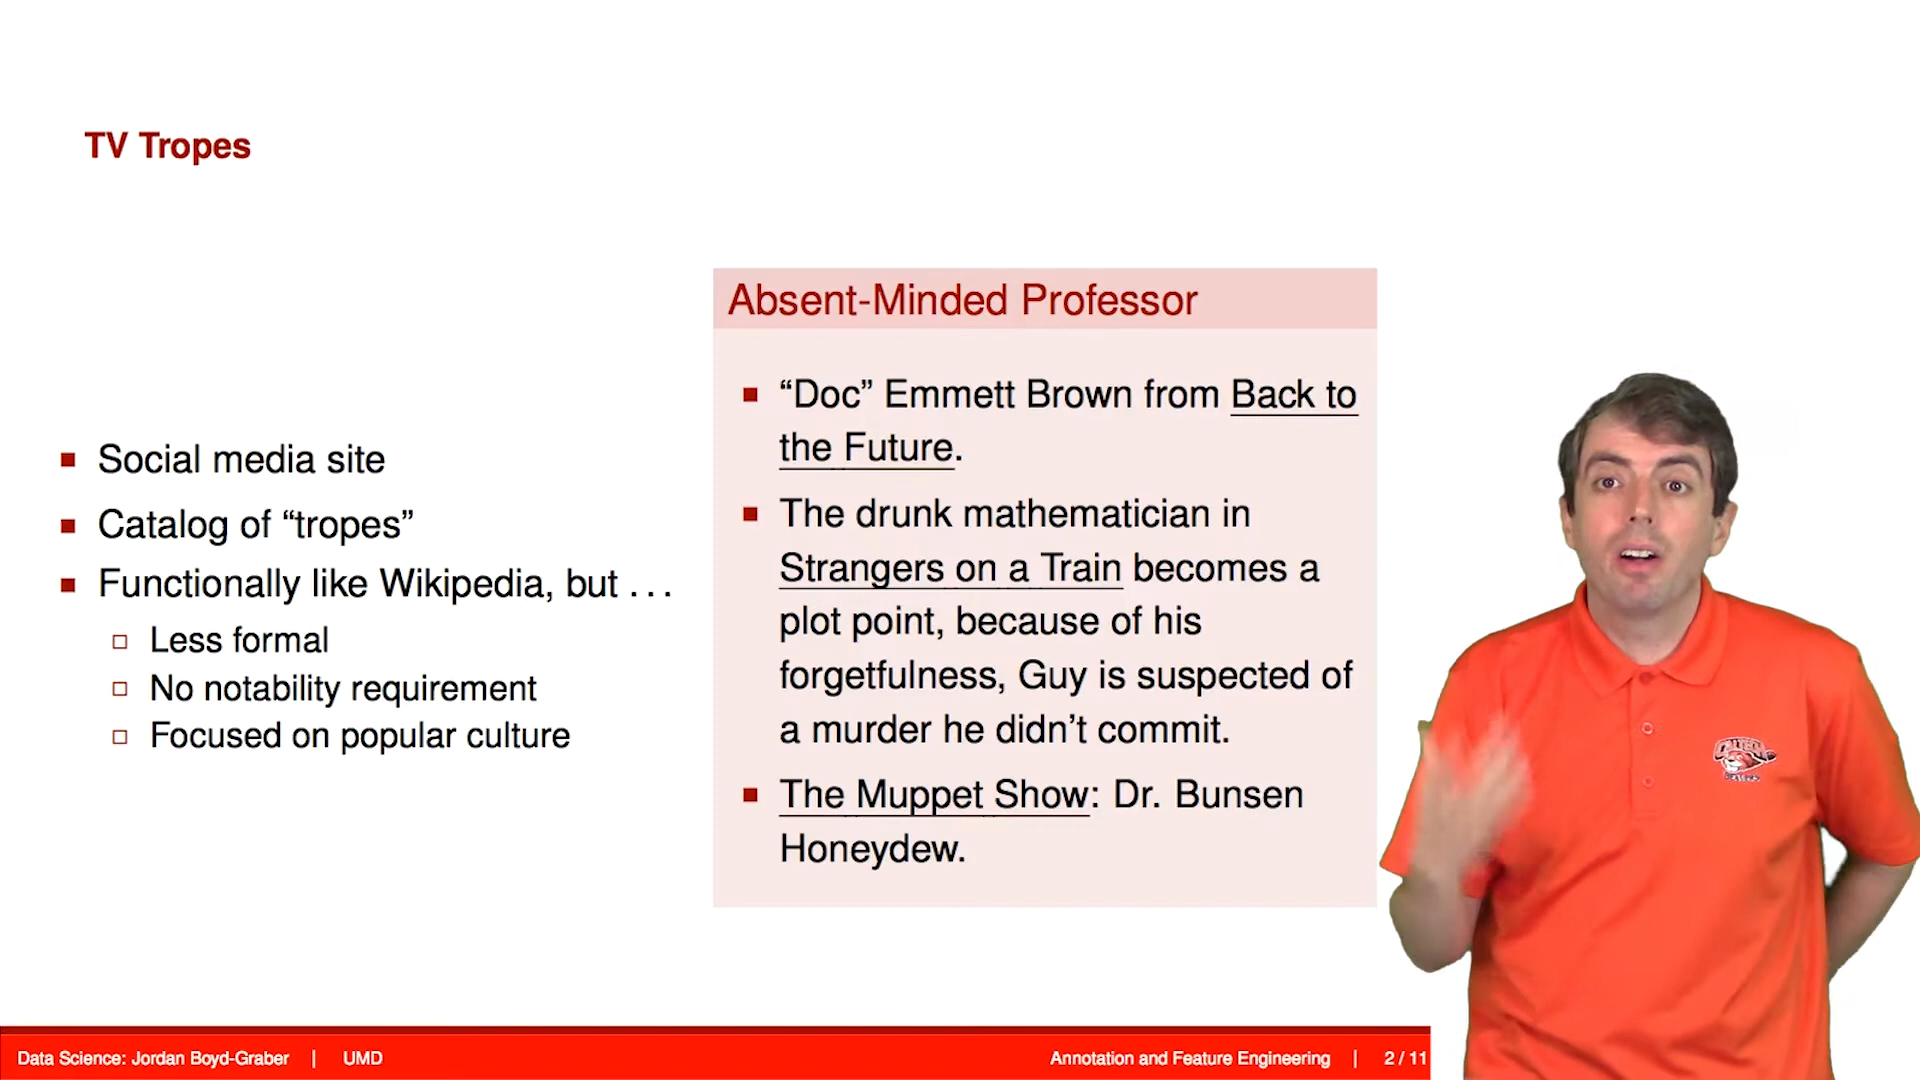 TV Tropes
Social media site
Catalog of “tropes”
Functionally like Wikipedia, but . . .
Less formal
No notability requirement
Focused on popular culture
Absent-Minded Professor
“Doc” Emmett Brown from Back to
the Future.
The drunk mathematician in
Strangers on a Train becomes a
plot point, because of his
forgetfulness, Guy is suspected of
a murder he didn’t commit.
The Muppet Show: Dr. Bunsen
Honeydew.
Data Science: Jordan Boyd-Graber | UMD
Annotation and Feature Engineering | 2 / 11